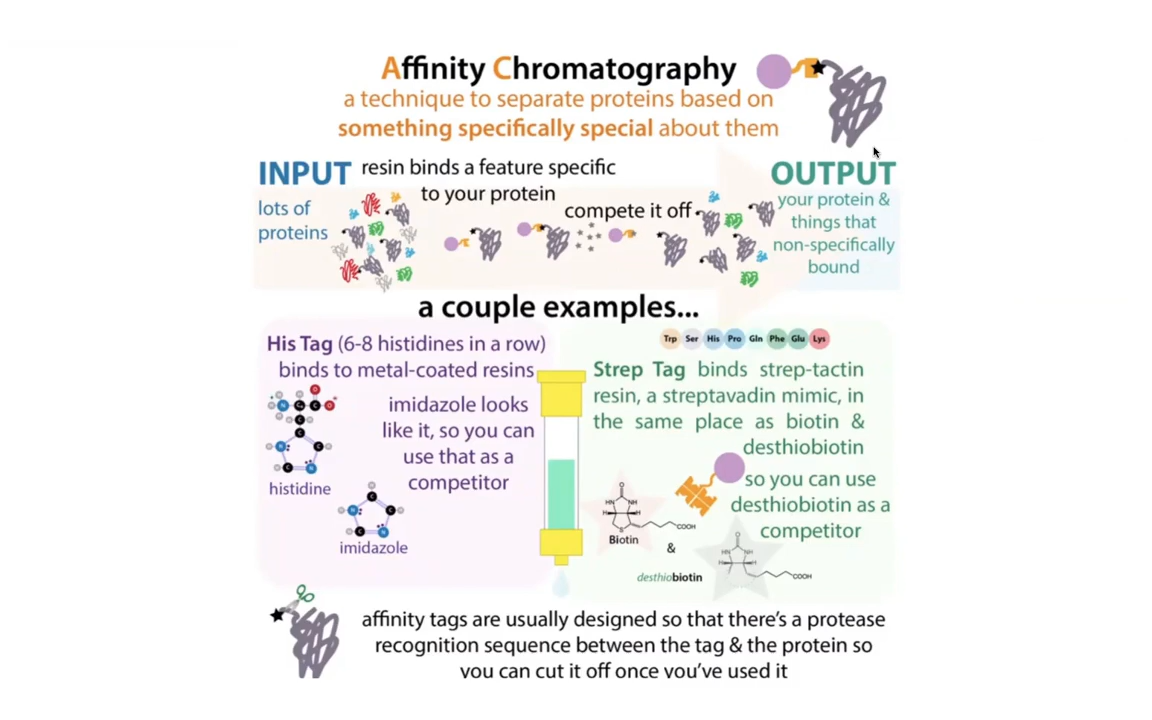 Affinity Chromatography
a technique to separate proteins based on
something specifically special about them
INPUT
resin binds a feature specific
to your protein
OUTPUT
lots of
proteins
compete it off
your protein &
things that
non-specifically
bound
a couple examples...
His Tag (6-8 histidines in a row)
binds to metal-coated resins
imidazole looks
like it, so you can
use that as a
competitor
histidine
imidazole
Trp Ser His Pro Gln Phe Glu Lys
Strep Tag binds strep-tactin
resin, a streptavadin mimic, in
the same place as biotin &
desthiobiotin
so you can use
desthiobiotin as a
competitor
O
HN NH
H H
S
COOH
Biotin
&
desthiobiotin
O
HN NH
H H
COOH
affinity tags are usually designed so that there's a protease
recognition sequence between the tag & the protein so
you can cut it off once you've used it